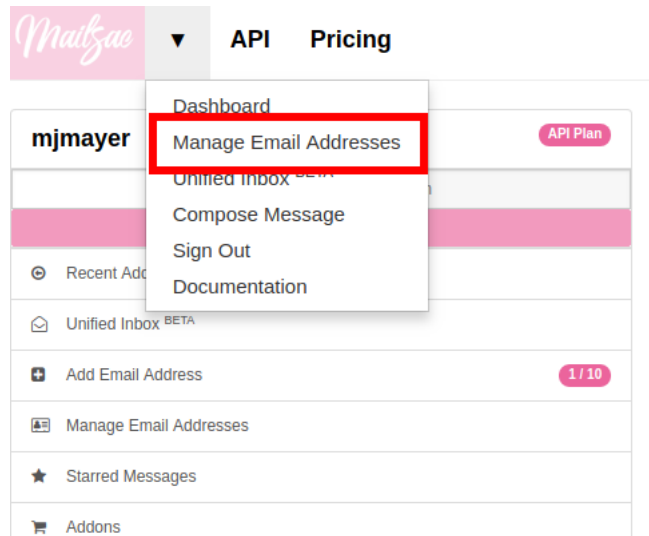 Mailsac ▼ API Pricing
Dashboard
mjmayer
Manage Email Addresses
API Plan
Unified Inbox BETA
Compose Message
Sign Out
Documentation
Recent Add
Unified Inbox BETA
Add Email Address 1 / 10
Manage Email Addresses
Starred Messages
Addons